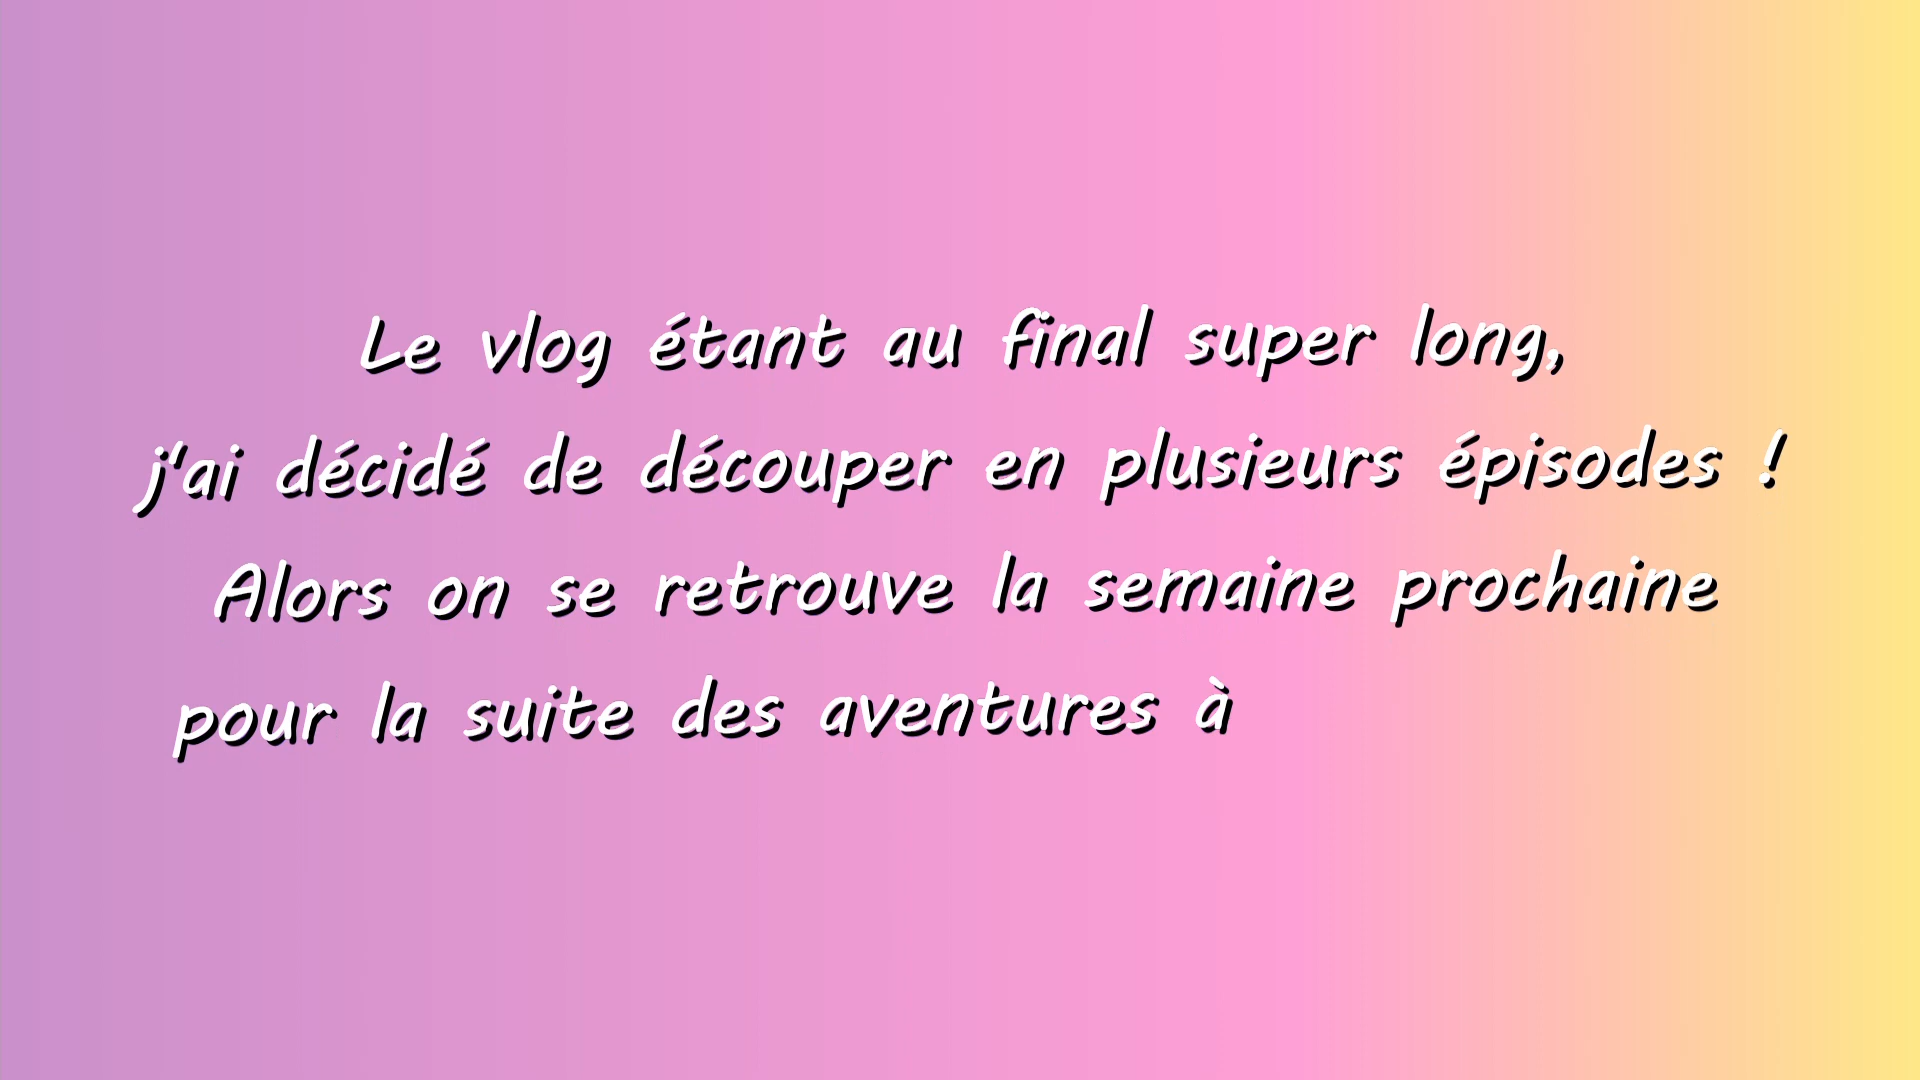 Le vlog étant au final super long,
j'ai décidé de découper en plusieurs épisodes !
Alors on se retrouve la semaine prochaine
pour la suite des aventures à